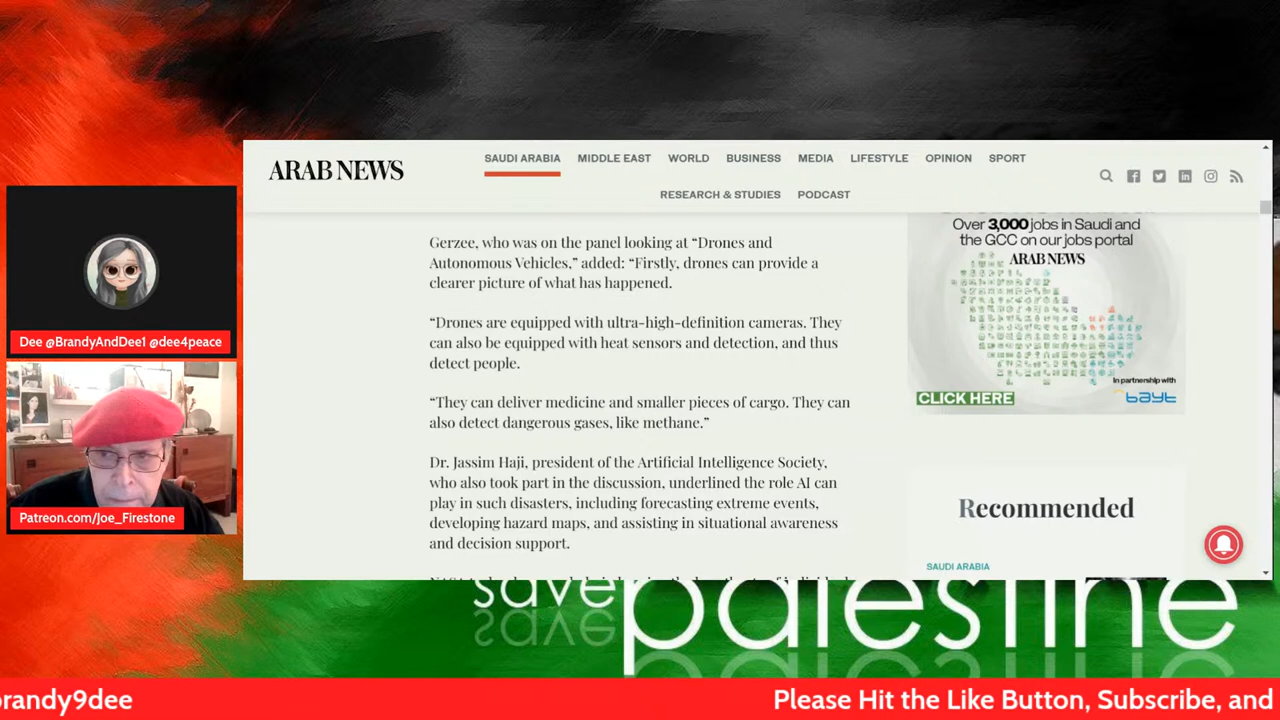 ARAB NEWS
SAUDI ARABIA MIDDLE EAST WORLD BUSINESS MEDIA LIFESTYLE OPINION SPORT
RESEARCH & STUDIES PODCAST
Gerzee, who was on the panel looking at “Drones and
Autonomous Vehicles,” added: “Firstly, drones can provide a
clearer picture of what has happened.
“Drones are equipped with ultra-high-definition cameras. They
can also be equipped with heat sensors and detection, and thus
detect people.
“They can deliver medicine and smaller pieces of cargo. They can
also detect dangerous gases, like methane.”
Dr. Jassim Haji, president of the Artificial Intelligence Society,
who also took part in the discussion, underlined the role AI can
play in such disasters, including forecasting extreme events,
developing hazard maps, and assisting in situational awareness
and decision support.
Over 3,000 jobs in Saudi and
the GCC on our jobs portal
ARAB NEWS
In partnership with
CLICK HERE
bayt
Recommended
SAUDI ARABIA
Dee @BrandyAndDee1 @dee4peace
Patreon.com/Joe_Firestone
save palestine
brandy9dee
Please Hit the Like Button, Subscribe, and